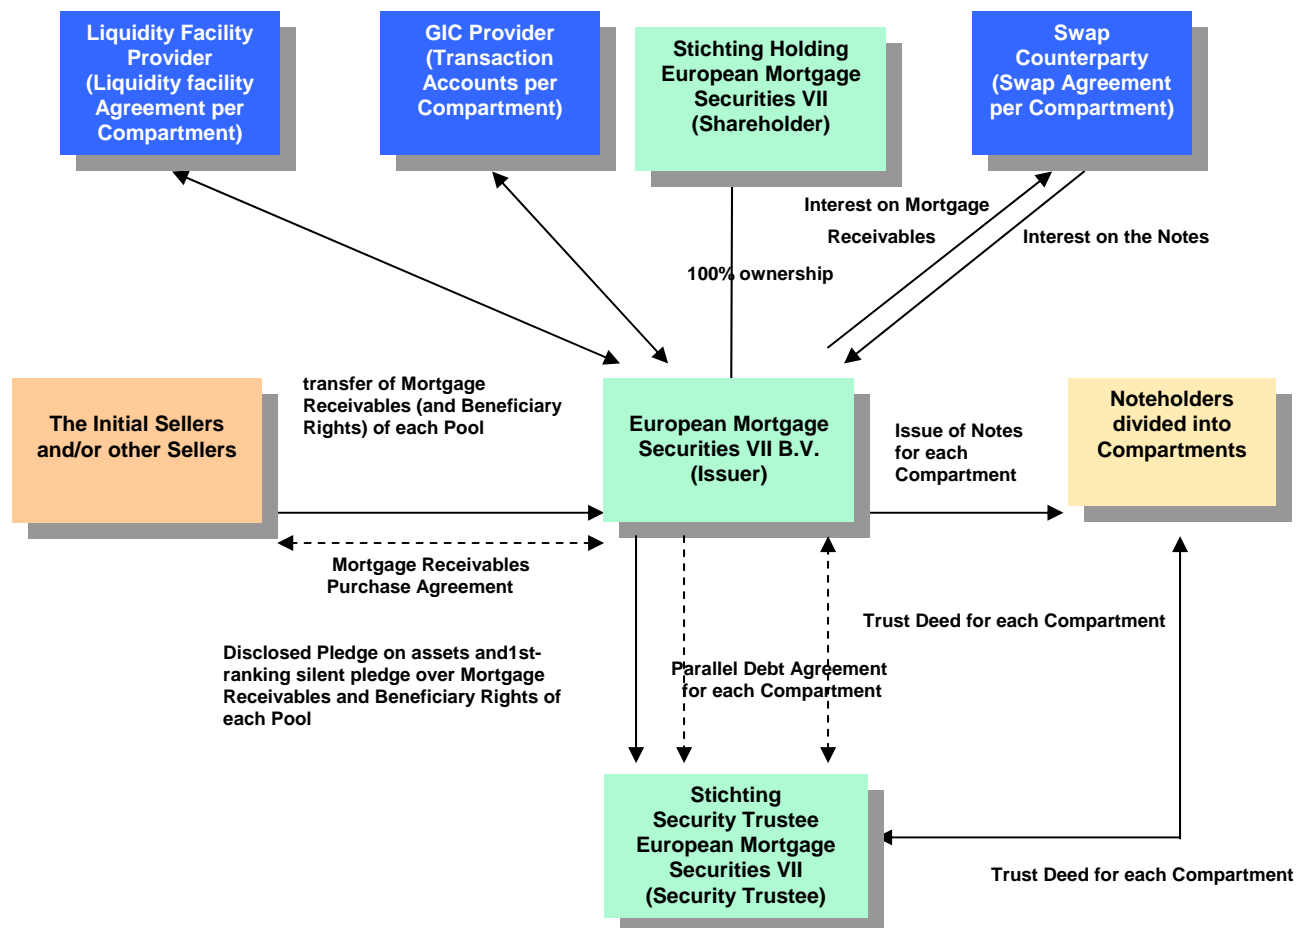 Liquidity Facility
Provider
(Liquidity facility
Agreement per
Compartment)
GIC Provider
(Transaction
Accounts per
Compartment)
Stichting Holding
European Mortgage
Securities VII
(Shareholder)
Swap
Counterparty
(Swap Agreement
per Compartment)
Interest on Mortgage
Receivables
Interest on the Notes
100% ownership
The Initial Sellers
and/or other Sellers
transfer of Mortgage
Receivables (and Beneficiary
Rights) of each Pool
European Mortgage
Securities VII B.V.
(Issuer)
Issue of Notes
for each
Compartment
Noteholders
divided into
Compartments
Mortgage Receivables
Purchase Agreement
Trust Deed for each Compartment
Disclosed Pledge on assets and1st-
ranking silent pledge over Mortgage
Receivables and Beneficiary Rights of
each Pool
Parallel Debt Agreement
for each Compartment
Stichting
Security Trustee
European Mortgage
Securities VII
(Security Trustee)
Trust Deed for each Compartment